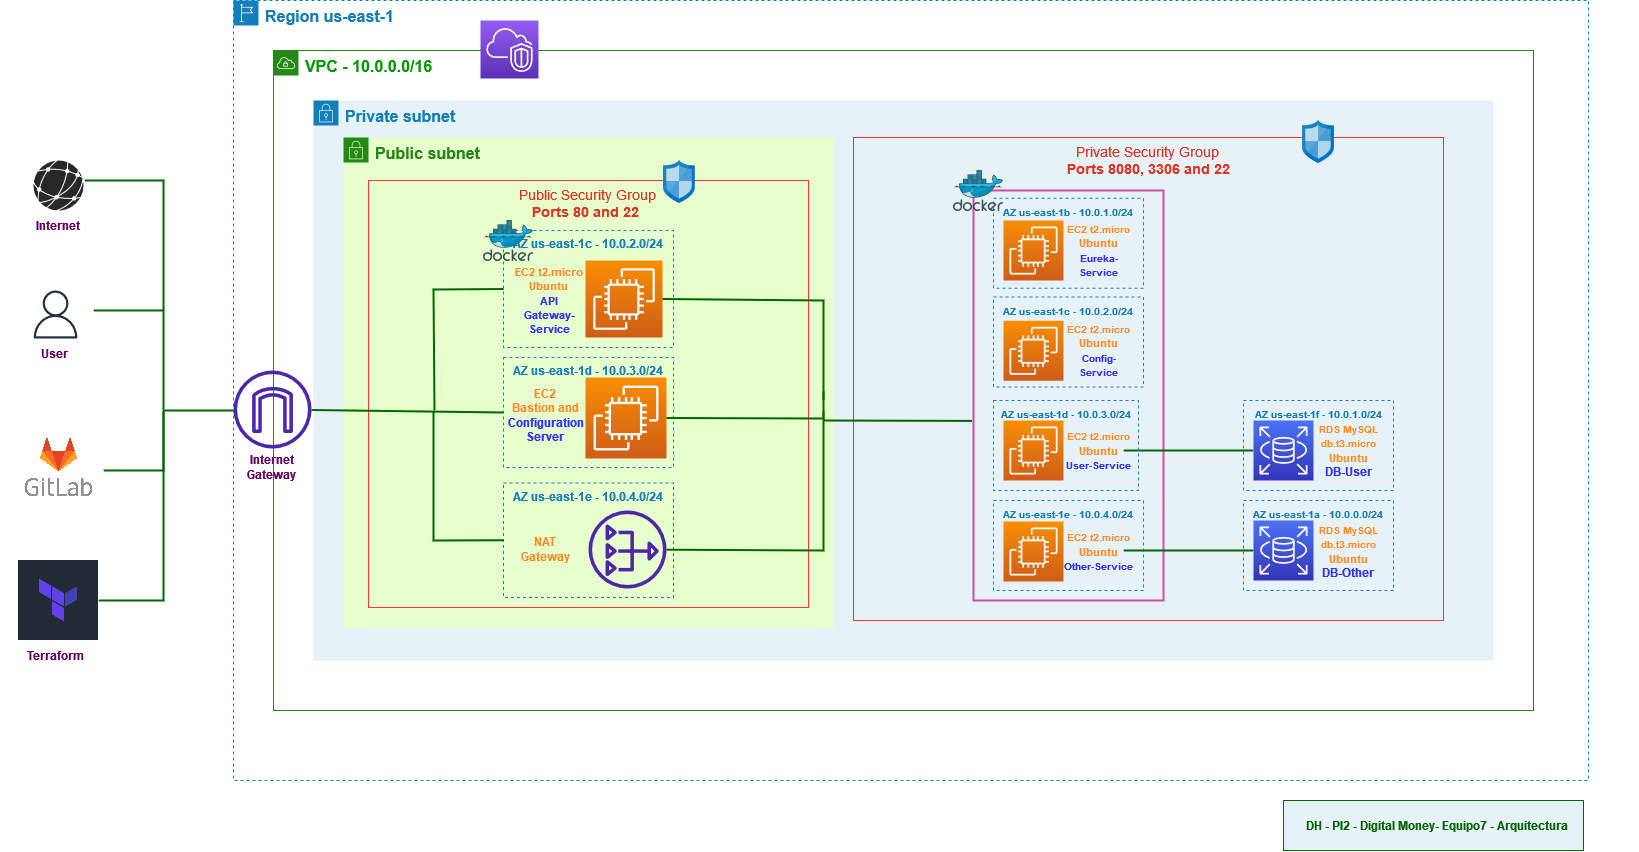 Region us-east-1
VPC - 10.0.0.0/16
Private subnet
Public subnet
Internet
User
GitLab
Terraform
Internet
Gateway
Public Security Group
Ports 80 and 22
docker
AZ us-east-1c - 10.0.2.0/24
EC2 t2.micro
Ubuntu
API
Gateway-
Service
AZ us-east-1d - 10.0.3.0/24
EC2
Bastion and
Configuration
Server
AZ us-east-1e - 10.0.4.0/24
NAT
Gateway
Private Security Group
Ports 8080, 3306 and 22
docker
AZ us-east-1b - 10.0.1.0/24
EC2 t2.micro
Ubuntu
Eureka-
Service
AZ us-east-1c - 10.0.2.0/24
EC2 t2.micro
Ubuntu
Config-
Service
AZ us-east-1d - 10.0.3.0/24
EC2 t2.micro
Ubuntu
User-Service
AZ us-east-1e - 10.0.4.0/24
EC2 t2.micro
Ubuntu
Other-Service
AZ us-east-1f - 10.0.1.0/24
RDS MySQL
db.t3.micro
Ubuntu
DB-User
AZ us-east-1a - 10.0.0.0/24
RDS MySQL
db.t3.micro
Ubuntu
DB-Other
DH - PI2 - Digital Money- Equipo7 - Arquitectura